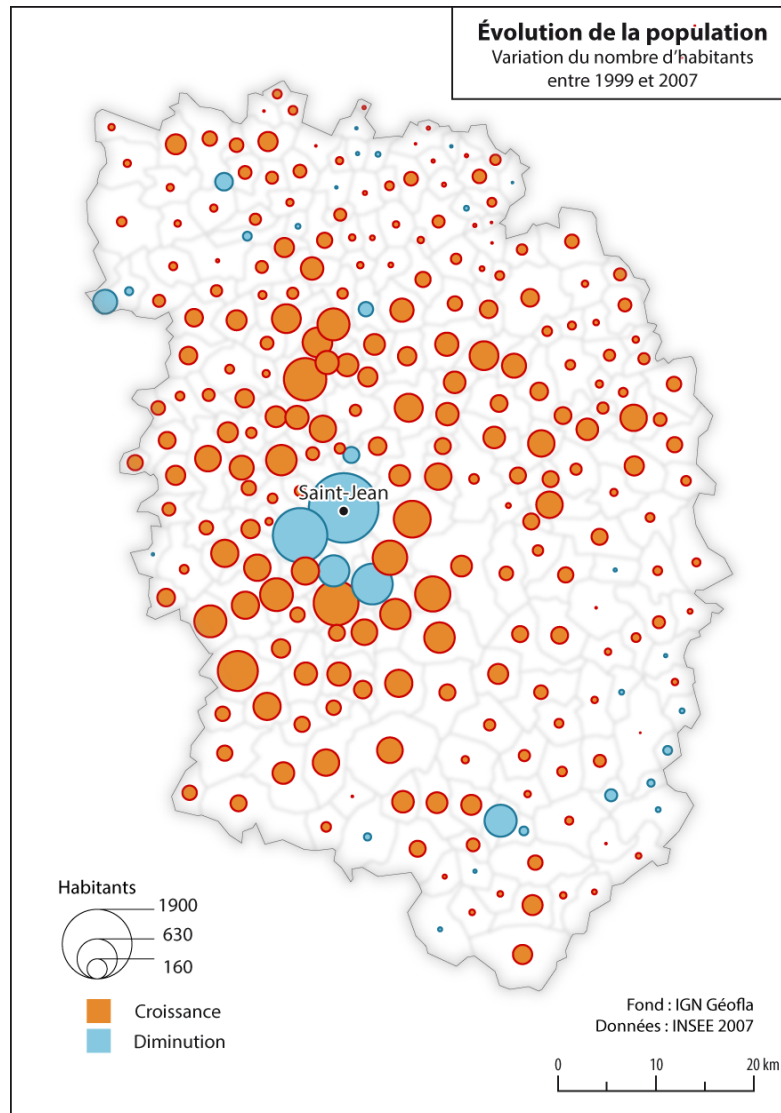 Évolution de la population
Variation du nombre d'habitants
entre 1999 et 2007
Saint-Jean
Habitants
1900
630
160
Croissance
Diminution
Fond : IGN Géofla
Données : INSEE 2007
0 10 20 km